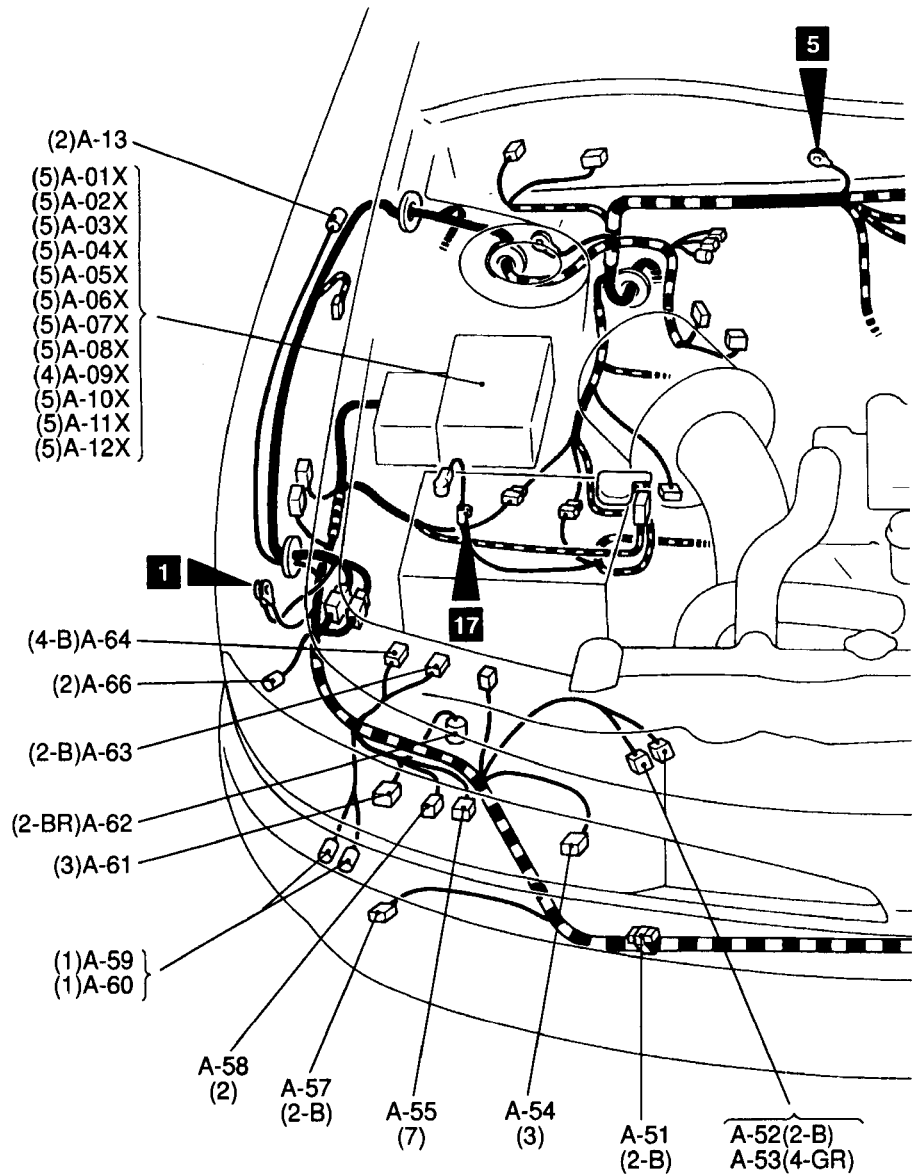 5
(2)A-13
(5)A-01X
(5)A-02X
(5)A-03X
(5)A-04X
(5)A-05X
(5)A-06X
(5)A-07X
(5)A-08X
(4)A-09X
(5)A-10X
(5)A-11X
(5)A-12X
1
17
(4-B)A-64
(2)A-66
(2-B)A-63
(2-BR)A-62
(3)A-61
(1)A-59
(1)A-60
A-58
(2)
A-57
(2-B)
A-55
(7)
A-54
(3)
A-51
(2-B)
A-52(2-B)
A-53(4-GR)